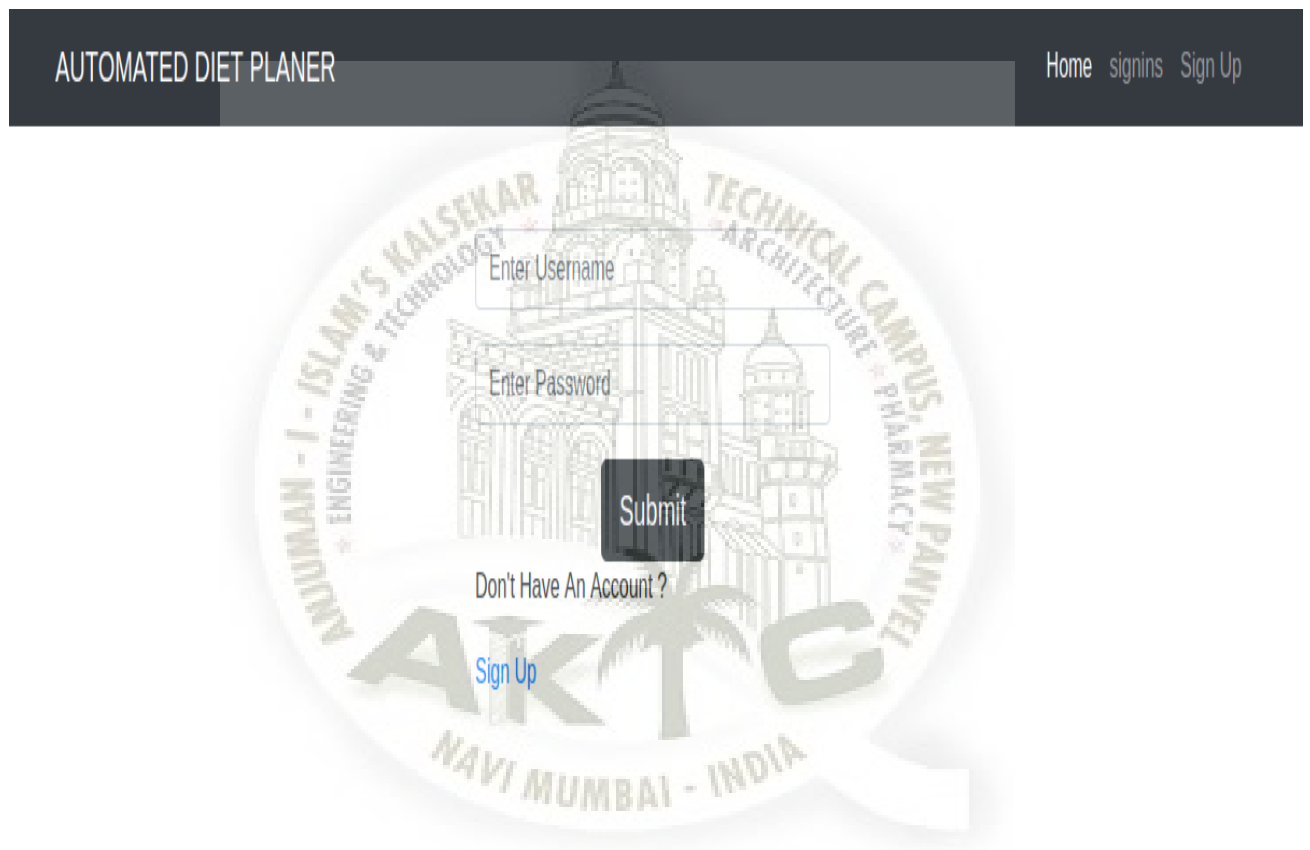 AUTOMATED DIET PLANER
Home signins Sign Up
ANJUMAN - I - ISLAM'S KALSEKAR TECHNICAL CAMPUS, NEW PANVEL
ENGINEERING & TECHNOLOGY ARCHITECTURE PHARMACY
Enter Username
Enter Password
Submit
Don't Have An Account ?
Sign Up
AKTC
NAVI MUMBAI - INDIA